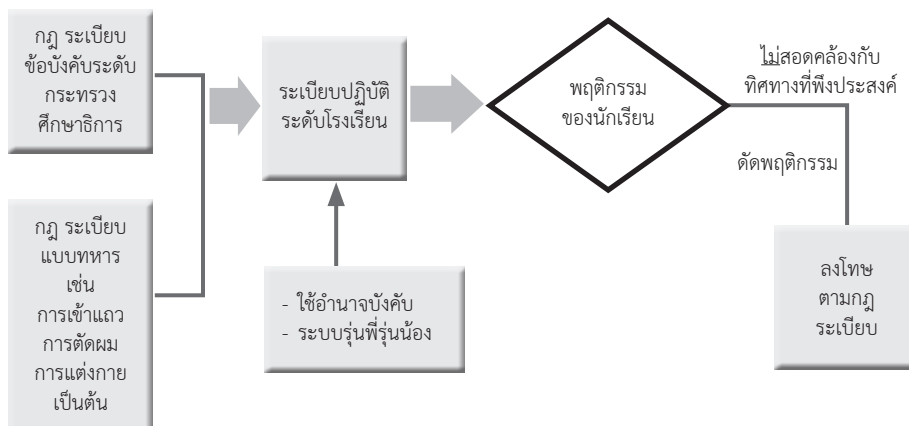 กฎ ระเบียบ
ข้อบังคับระดับ
กระทรวง
ศึกษาธิการ
กฎ ระเบียบ
แบบทหาร
เช่น
การเข้าแถว
การตัดผม
การแต่งกาย
เป็นต้น
ระเบียบปฏิบัติ
ระดับโรงเรียน
- ใช้อำนาจบังคับ
- ระบบรุ่นพี่รุ่นน้อง
พฤติกรรม
ของนักเรียน
ไม่สอดคล้องกับ
ทิศทางที่พึงประสงค์
ดัดพฤติกรรม
ลงโทษ
ตามกฎ
ระเบียบ